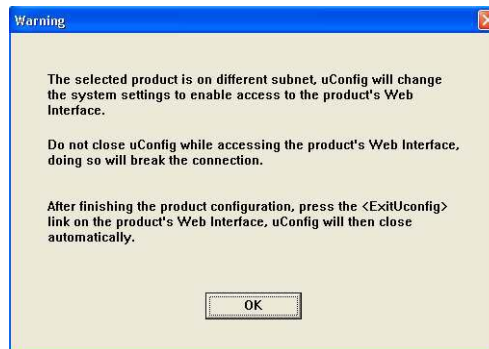 Warning
The selected product is on different subnet, uConfig will change
the system settings to enable access to the product's Web
Interface.
Do not close uConfig while accessing the product's Web Interface,
doing so will break the connection.
After finishing the product configuration, press the <ExitUconfig>
link on the product's Web Interface, uConfig will then close
automatically.
OK